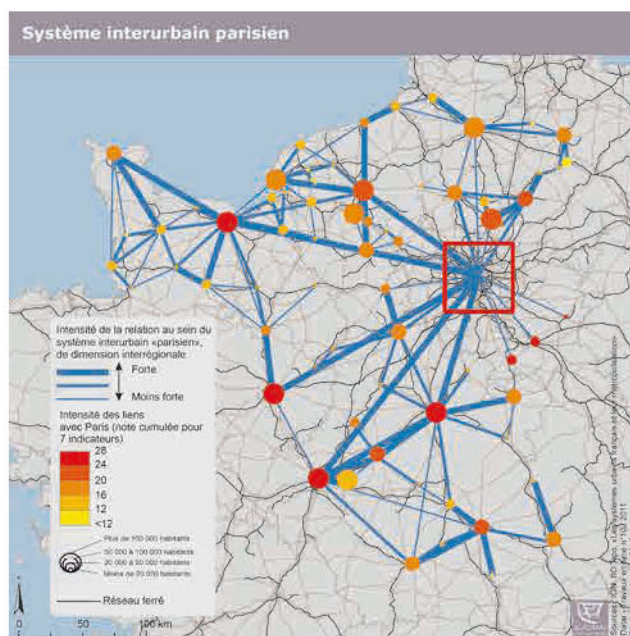 Système interurbain parisien
Intensité de la relation au sein du
système interurbain «parisien»,
de dimension interrégionale
Forte
Moins forte
Intensité des liens
avec Paris (note cumulée pour
7 indicateurs)
28
24
20
16
12
<12
Plus de 100 000 habitants
50 000 à 100 000 habitants
20 000 à 50 000 habitants
Moins de 20 000 habitants
Réseau ferré
0
50
100 km